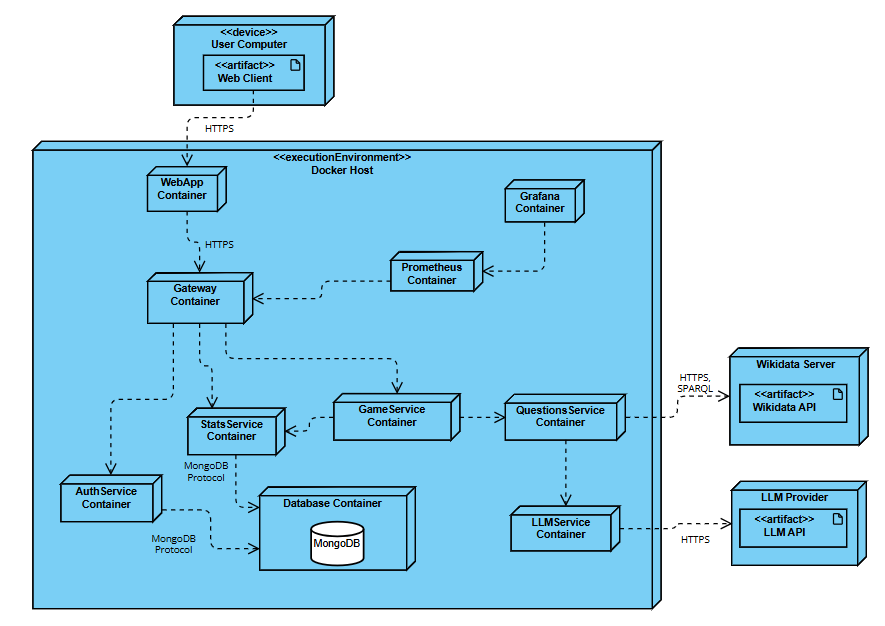 <<device>>
User Computer
<<artifact>>
Web Client
HTTPS
<<executionEnvironment>>
Docker Host
WebApp
Container
Grafana
Container
HTTPS
Prometheus
Container
Gateway
Container
Wikidata Server
HTTPS,
SPARQL
<<artifact>>
Wikidata API
GameService
Container
QuestionsService
Container
StatsService
Container
MongoDB
Protocol
AuthService
Container
Database Container
MongoDB
LLM Provider
<<artifact>>
LLM API
LLMService
Container
HTTPS
MongoDB
Protocol